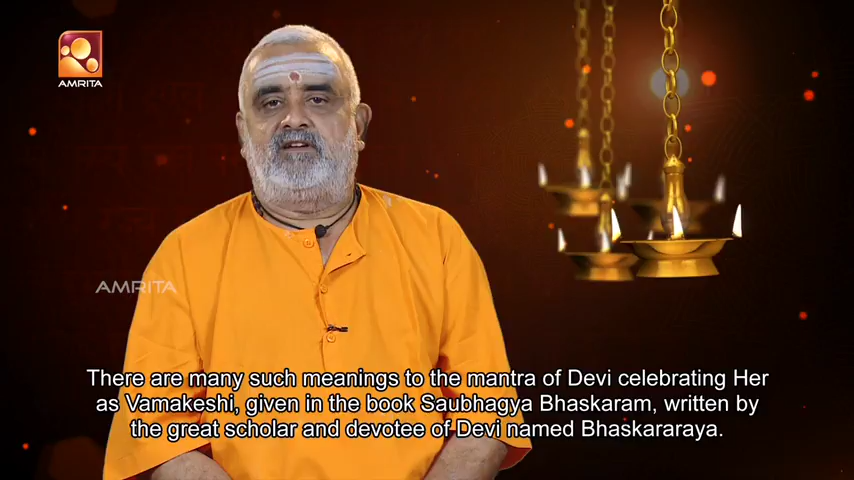 AMRITA
AMRITA
There are many such meanings to the mantra of Devi celebrating Her
as Vamakeshi, given in the book Saubhagya Bhaskaram, written by
the great scholar and devotee of Devi named Bhaskararaya.